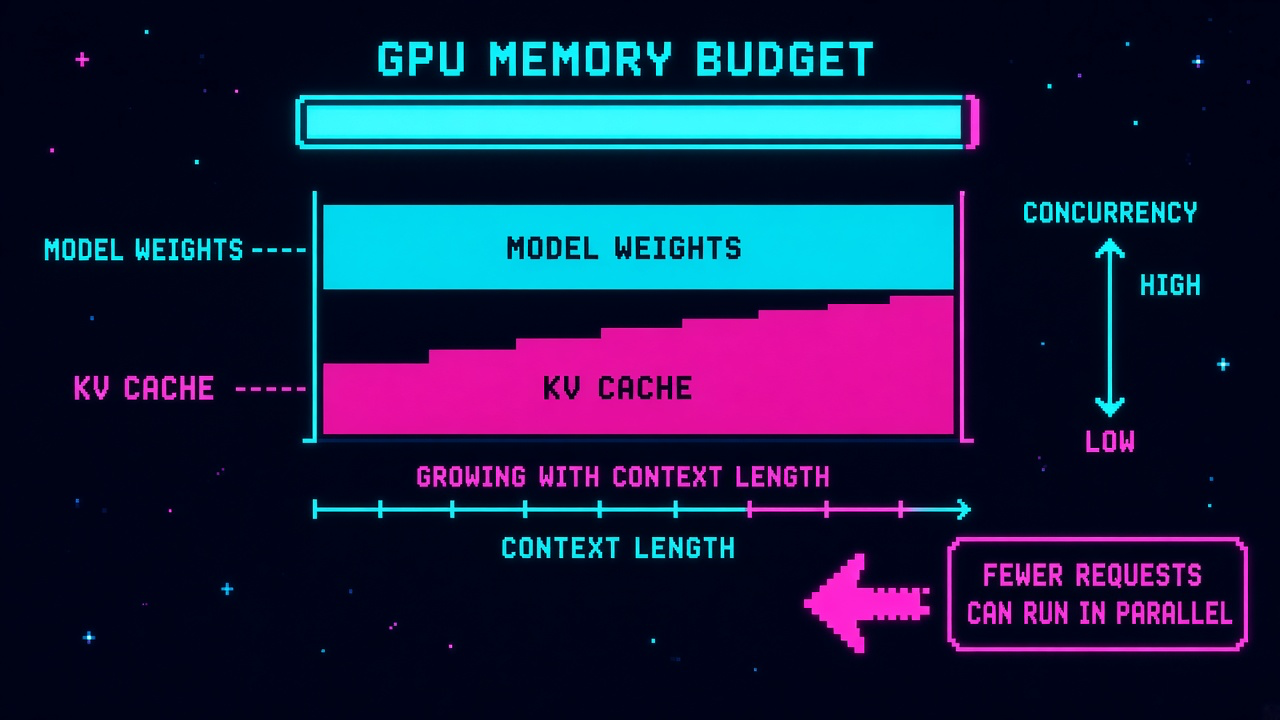 GPU MEMORY BUDGET
MODEL WEIGHTS
MODEL WEIGHTS
KV CACHE
KV CACHE
CONCURRENCY
HIGH
LOW
GROWING WITH CONTEXT LENGTH
CONTEXT LENGTH
FEWER REQUESTS
CAN RUN IN PARALLEL